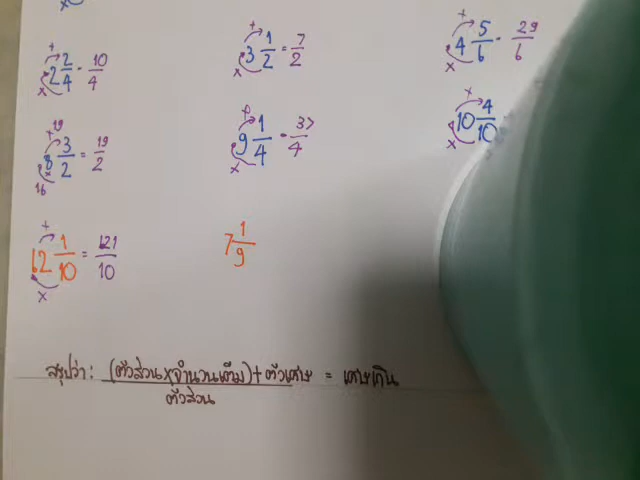 + + +
2 2/4 = 10/4 3 1/2 = 7/2 4 5/6 = 29/6
x x x
+ 19 + +
8 3/2 = 19/2 9 1/4 = 37/4 10 4/10
x 16 x x
+
12 1/10 = 121/10 7 1/9
x
สรุปว่า: (ตัวส่วน x จำนวนเต็ม) + ตัวเศษ = เศษเกิน
ตัวส่วน